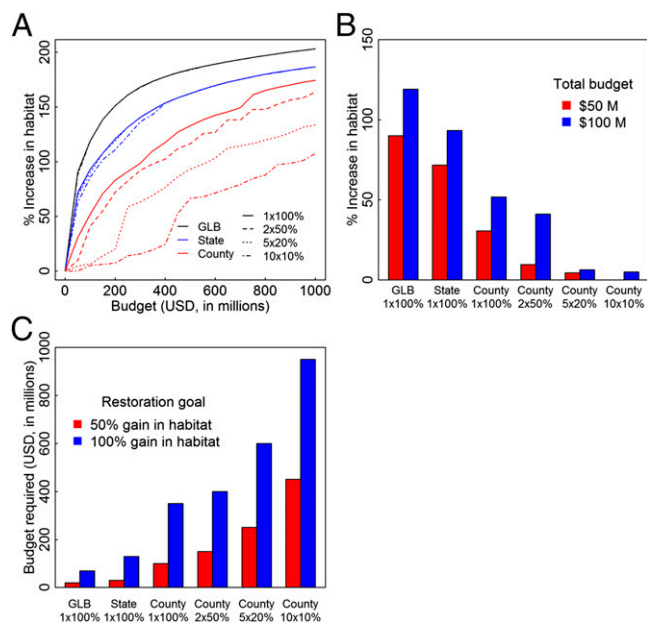 A
% Increase in habitat
200
150
100
50
0
GLB
State
County
1x100%
2x50%
5x20%
10x10%
0 200 400 600 800 1000
Budget (USD, in millions)
B
% Increase in habitat
150
100
50
0
Total budget
$50 M
$100 M
GLB State County County County County
1x100% 1x100% 1x100% 2x50% 5x20% 10x10%
C
Budget required (USD, in millions)
1000
800
600
400
200
0
Restoration goal
50% gain in habitat
100% gain in habitat
GLB State County County County County
1x100% 1x100% 1x100% 2x50% 5x20% 10x10%